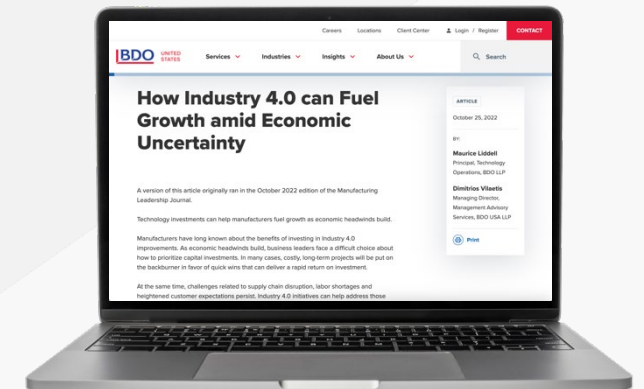 Careers Locations Client Center Login / Register CONTACT
BDO UNITED STATES Services Industries Insights About Us Search
How Industry 4.0 can Fuel
Growth amid Economic
Uncertainty
A version of this article originally ran in the October 2022 edition of the Manufacturing
Leadership Journal.
Technology investments can help manufacturers fuel growth as economic headwinds build.
Manufacturers have long known about the benefits of investing in Industry 4.0
improvements. As economic headwinds build, business leaders face a difficult choice about
how to prioritize capital investments. In many cases, costly, long-term projects will be put on
the backburner in favor of quick wins that can deliver a rapid return on investment.
At the same time, challenges related to supply chain disruption, labor shortages and
heightened customer expectations persist. Industry 4.0 initiatives can help address those
ARTICLE
October 25, 2022
BY:
Maurice Liddell
Principal, Technology
Operations, BDO LLP
Dimitrios Vilaetis
Managing Director,
Management Advisory
Services, BDO USA LLP
Print